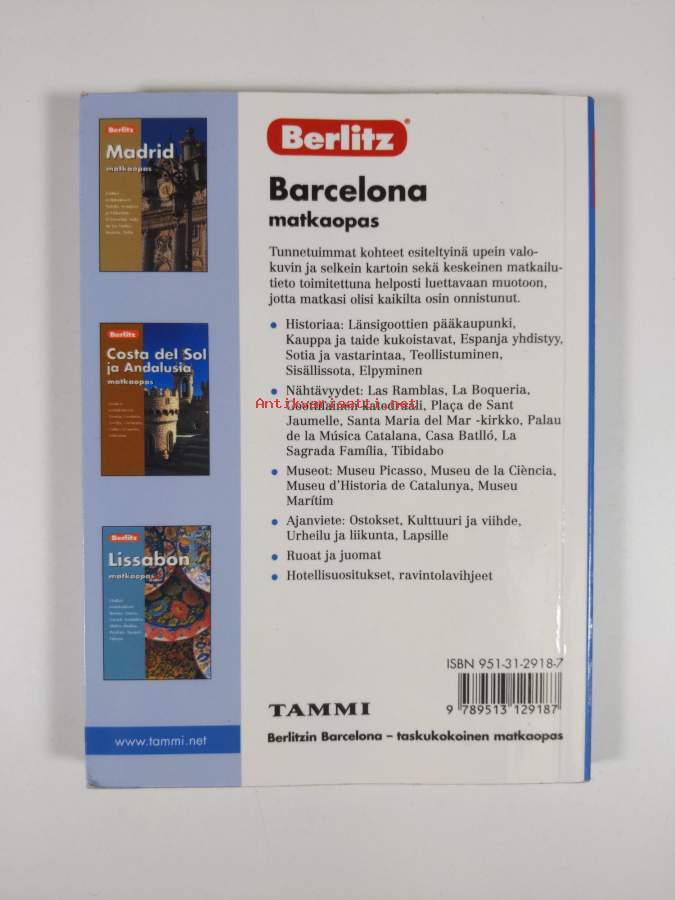 Berlitz
Madrid
matkaopas
Berlitz
Costa del Sol
ja Andalusia
matkaopas
Berlitz
Lissabon
matkaopas
www.tammi.net
Berlitz®
Barcelona
matkaopas
Tunnetuimmat kohteet esiteltyinä upein valo-
kuvin ja selkein kartoin sekä keskeinen matkailu-
tieto toimitettuna helposti luettavaan muotoon,
jotta matkasi olisi kaikilta osin onnistunut.
• Historiaa: Länsigoottien pääkaupunki,
Kauppa ja taide kukoistavat, Espanja yhdistyy,
Sotia ja vastarintaa, Teollistuminen,
Sisällissota, Elpyminen
• Nähtävyydet: Las Ramblas, La Boqueria,
Goottilainen katedraali, Plaça de Sant
Jaumelle, Santa Maria del Mar -kirkko, Palau
de la Música Catalana, Casa Batlló, La
Sagrada Família, Tibidabo
• Museot: Museu Picasso, Museu de la Ciència,
Museu d'Historia de Catalunya, Museu
Marítim
• Ajanviete: Ostokset, Kulttuuri ja viihde,
Urheilu ja liikunta, Lapsille
• Ruoat ja juomat
• Hotellisuositukset, ravintolavihjeet
Antikvariaatti.net
ISBN 951-31-2918-7
9 789513 129187
TAMMI
Berlitzin Barcelona – taskukokoinen matkaopas